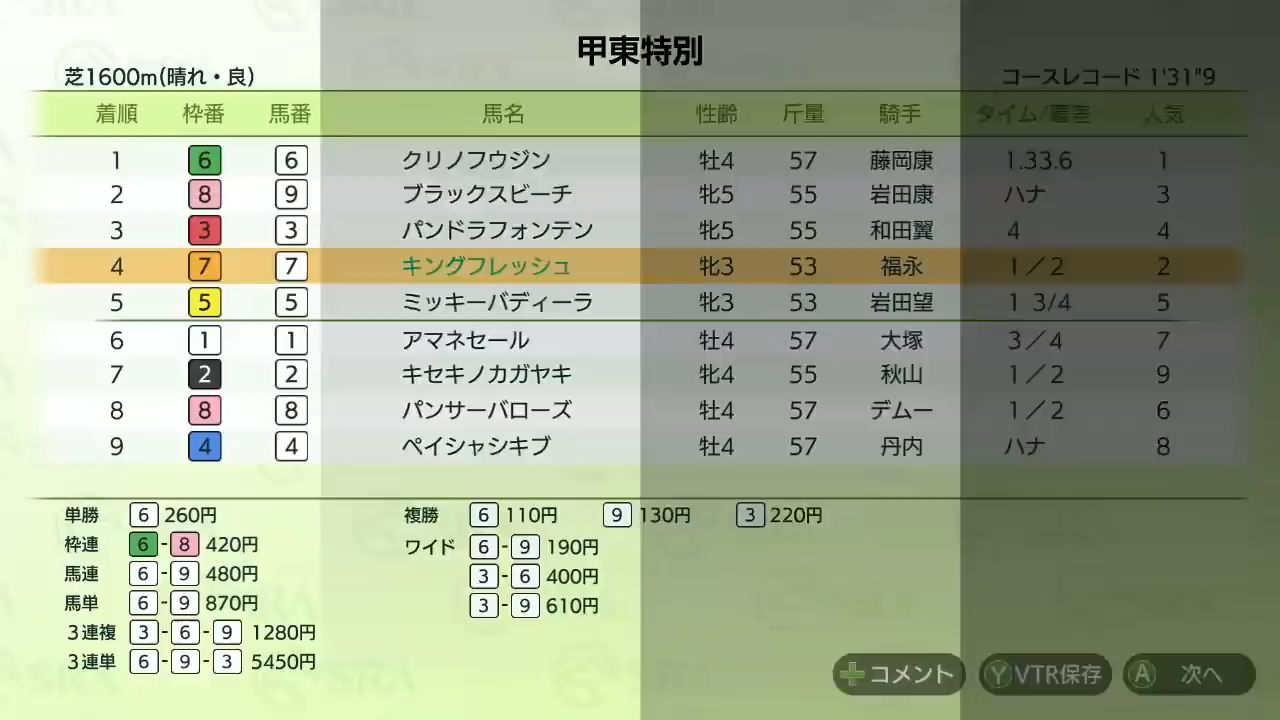 甲東特別
芝1600m(晴れ・良) コースレコード 1'31"9
着順 枠番 馬番 馬名 性齢 斤量 騎手 タイム/着差 人気
1 6 6 クリノフウジン 牡4 57 藤岡康 1.33.6 1
2 8 9 ブラックスビーチ 牝5 55 岩田康 ハナ 3
3 3 3 パンドラフォンテン 牝5 55 和田翼 4 4
4 7 7 キングフレッシュ 牝3 53 福永 1/2 2
5 5 5 ミッキーバディーラ 牝3 53 岩田望 1 3/4 5
6 1 1 アマネセール 牡4 57 大塚 3/4 7
7 2 2 キセキノカガヤキ 牝4 55 秋山 1/2 9
8 8 8 パンサーバローズ 牡4 57 デムー 1/2 6
9 4 4 ペイシャシキブ 牡4 57 丹内 ハナ 8
単勝 6 260円 複勝 6 110円 9 130円 3 220円
枠連 6-8 420円 ワイド 6-9 190円
馬連 6-9 480円 3-6 400円
馬単 6-9 870円 3-9 610円
3連複 3-6-9 1280円
3連単 6-9-3 5450円
コメント Y VTR保存 A 次へ